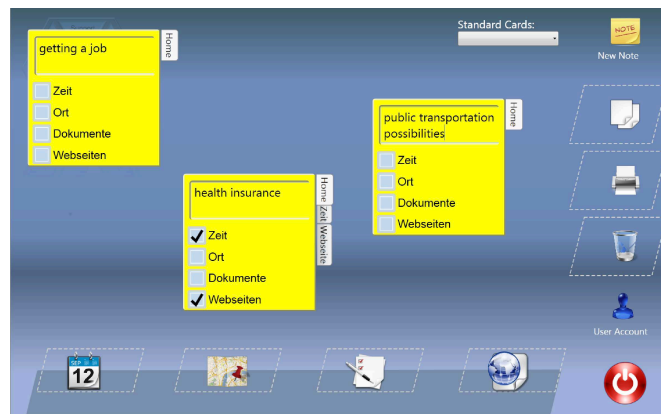 getting a job
Home
Zeit
Ort
Dokumente
Webseiten
Standard Cards:
NOTE
New Note
public transportation
possibilities
Home
Zeit
Ort
Dokumente
Webseiten
health insurance
Home
Zeit
Webseite
Zeit
Ort
Dokumente
Webseiten
User Account
SEP
12